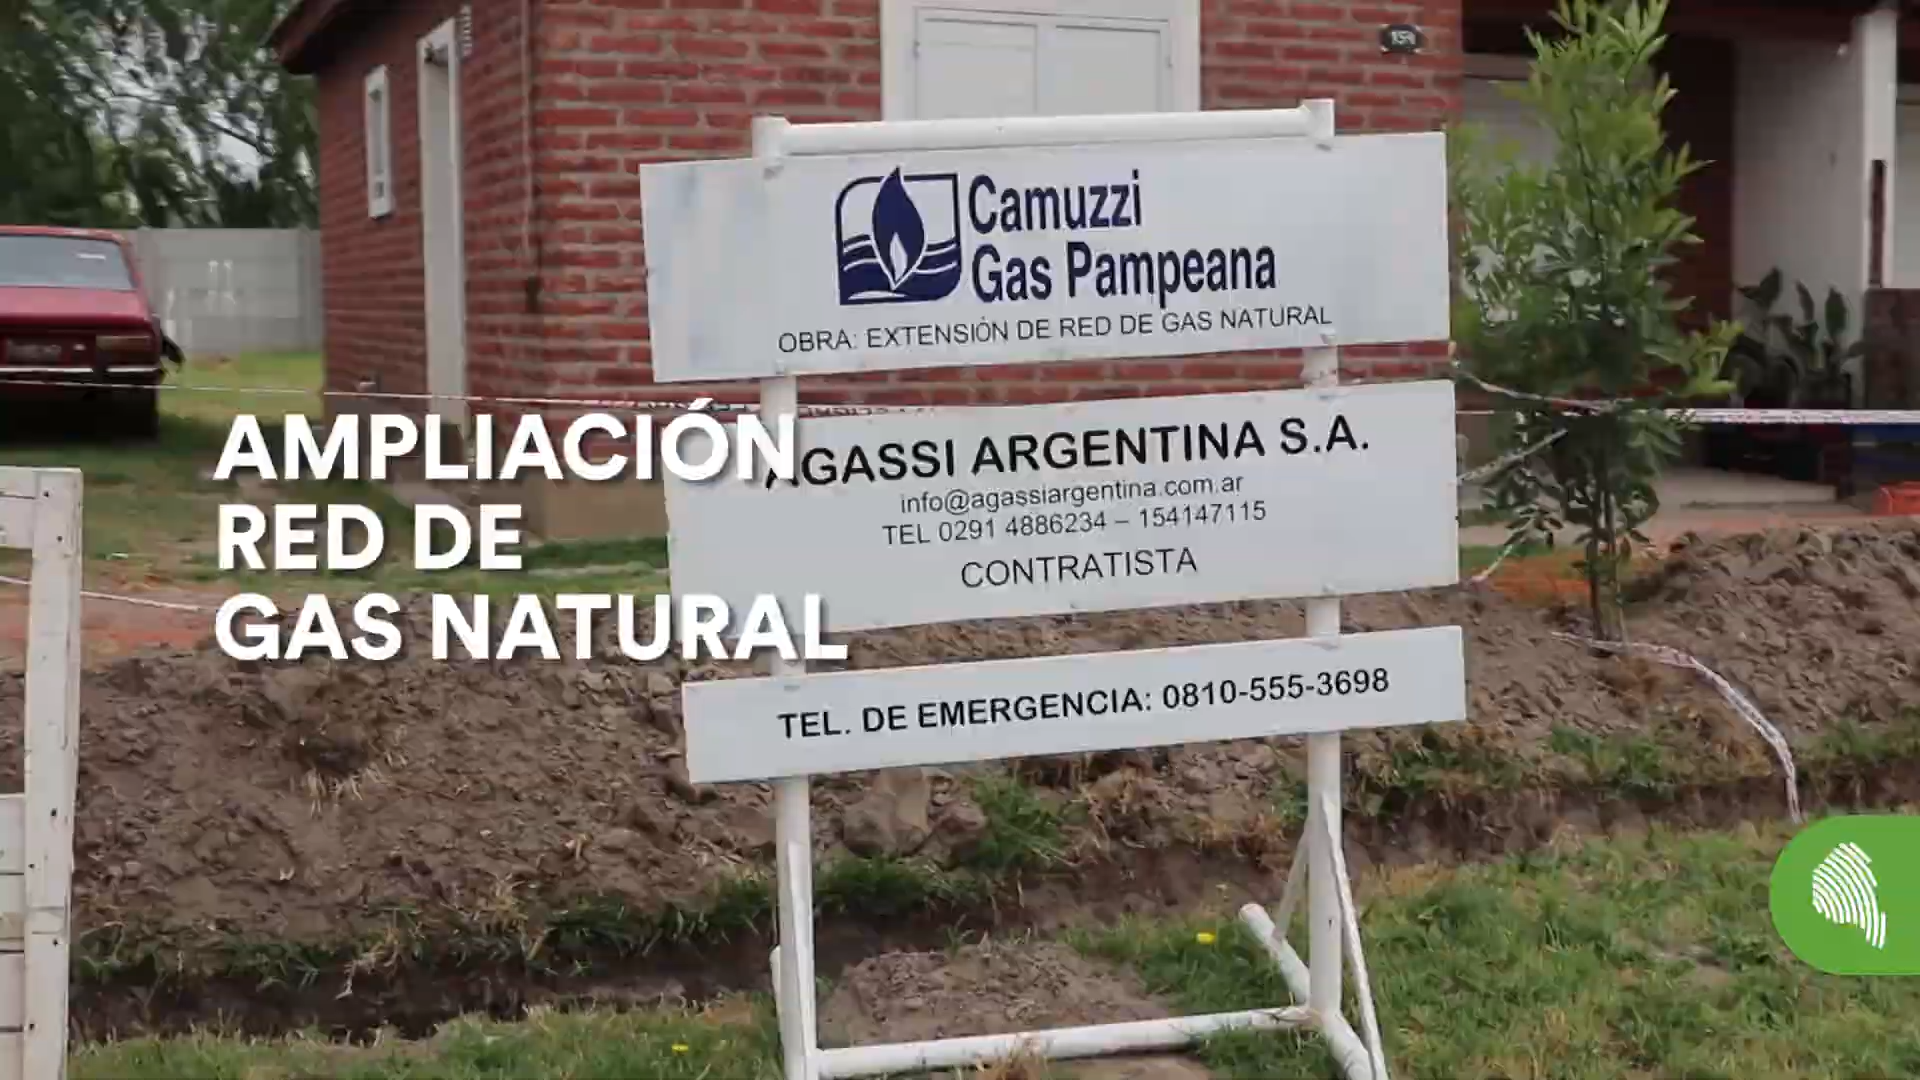 Camuzzi
Gas Pampeana
OBRA: EXTENSIÓN DE RED DE GAS NATURAL
AMPLIACIÓN
RED DE
GAS NATURAL
AGASSI ARGENTINA S.A.
info@agassiargentina.com.ar
TEL 0291 4886234 – 154147115
CONTRATISTA
TEL. DE EMERGENCIA: 0810-555-3698